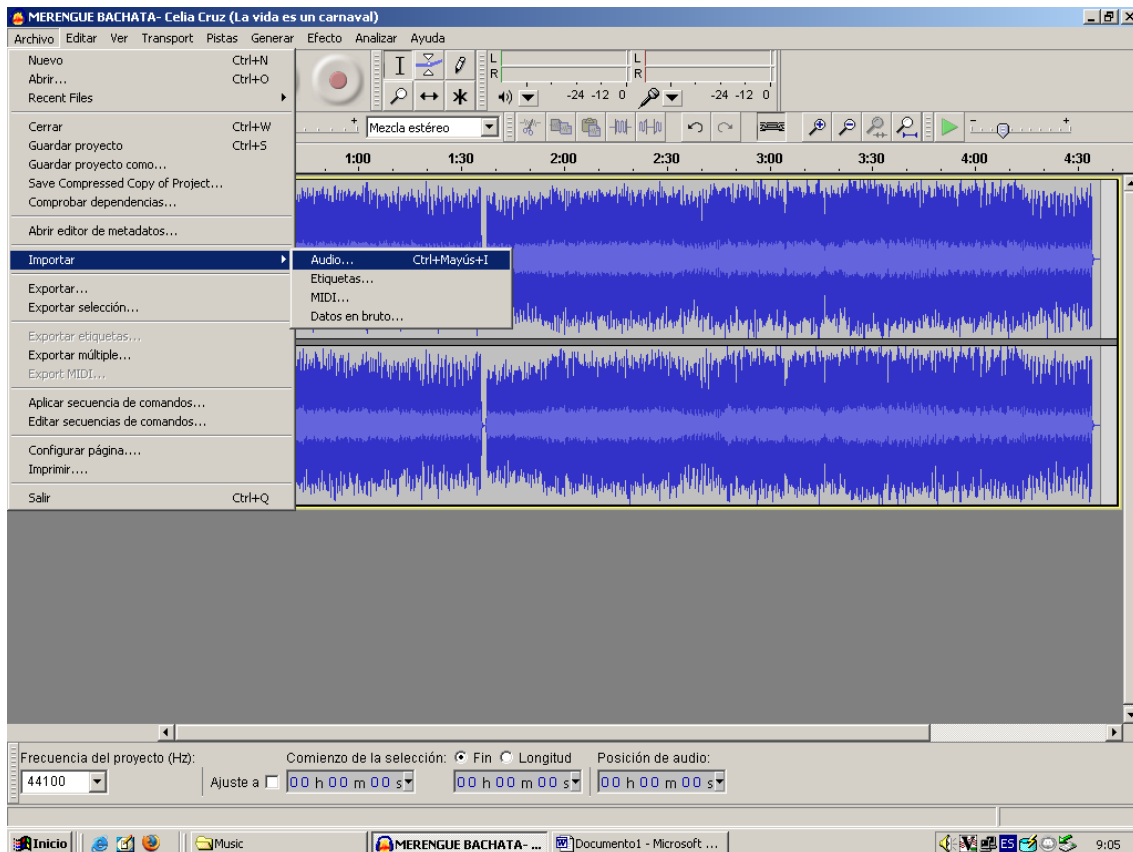 MERENGUE BACHATA- Celia Cruz (La vida es un carnaval)
Archivo Editar Ver Transport Pistas Generar Efecto Analizar Ayuda
Nuevo Ctrl+N
Abrir... Ctrl+O
Recent Files
Cerrar Ctrl+W
Guardar proyecto Ctrl+S
Guardar proyecto como...
Save Compressed Copy of Project...
Comprobar dependencias...
Abrir editor de metadatos...
Importar
Exportar...
Exportar selección...
Exportar etiquetas...
Exportar múltiple...
Export MIDI...
Aplicar secuencia de comandos...
Editar secuencias de comandos...
Configurar página....
Imprimir....
Salir Ctrl+Q
Audio... Ctrl+Mayús+I
Etiquetas...
MIDI...
Datos en bruto...
L L
R R
-24 -12 0 -24 -12 0
Mezcla estéreo
1:00 1:30 2:00 2:30 3:00 3:30 4:00 4:30
Frecuencia del proyecto (Hz): Comienzo de la selección: Fin Longitud Posición de audio:
44100 Ajuste a 00 h 00 m 00 s 00 h 00 m 00 s 00 h 00 m 00 s
Inicio Music MERENGUE BACHATA- ... Documento1 - Microsoft ... ES 9:05